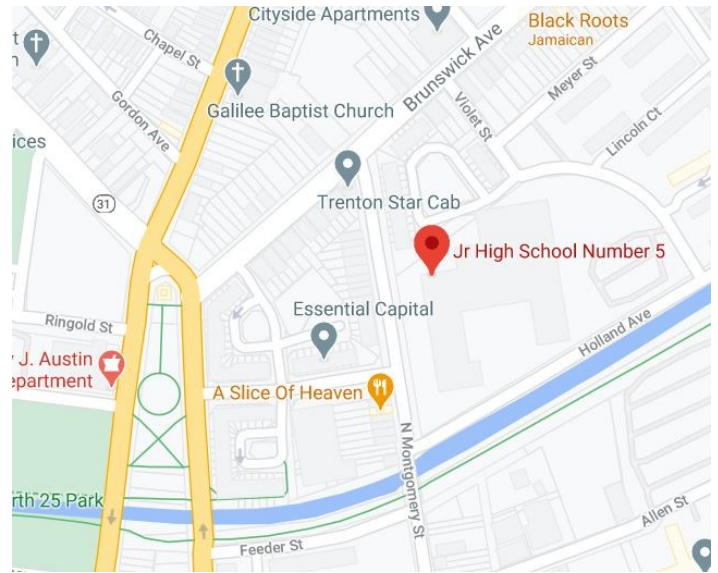 Cityside Apartments
Black Roots
Jamaican
Chapel St
Brunswick Ave
Meyer St
Galilee Baptist Church
Violet St
Gordon Ave
Lincoln Ct
ices
Trenton Star Cab
31
Jr High School Number 5
Essential Capital
Holland Ave
Ringold St
y J. Austin
epartment
A Slice Of Heaven
N Montgomery St
rth 25 Park
Allen St
Feeder St